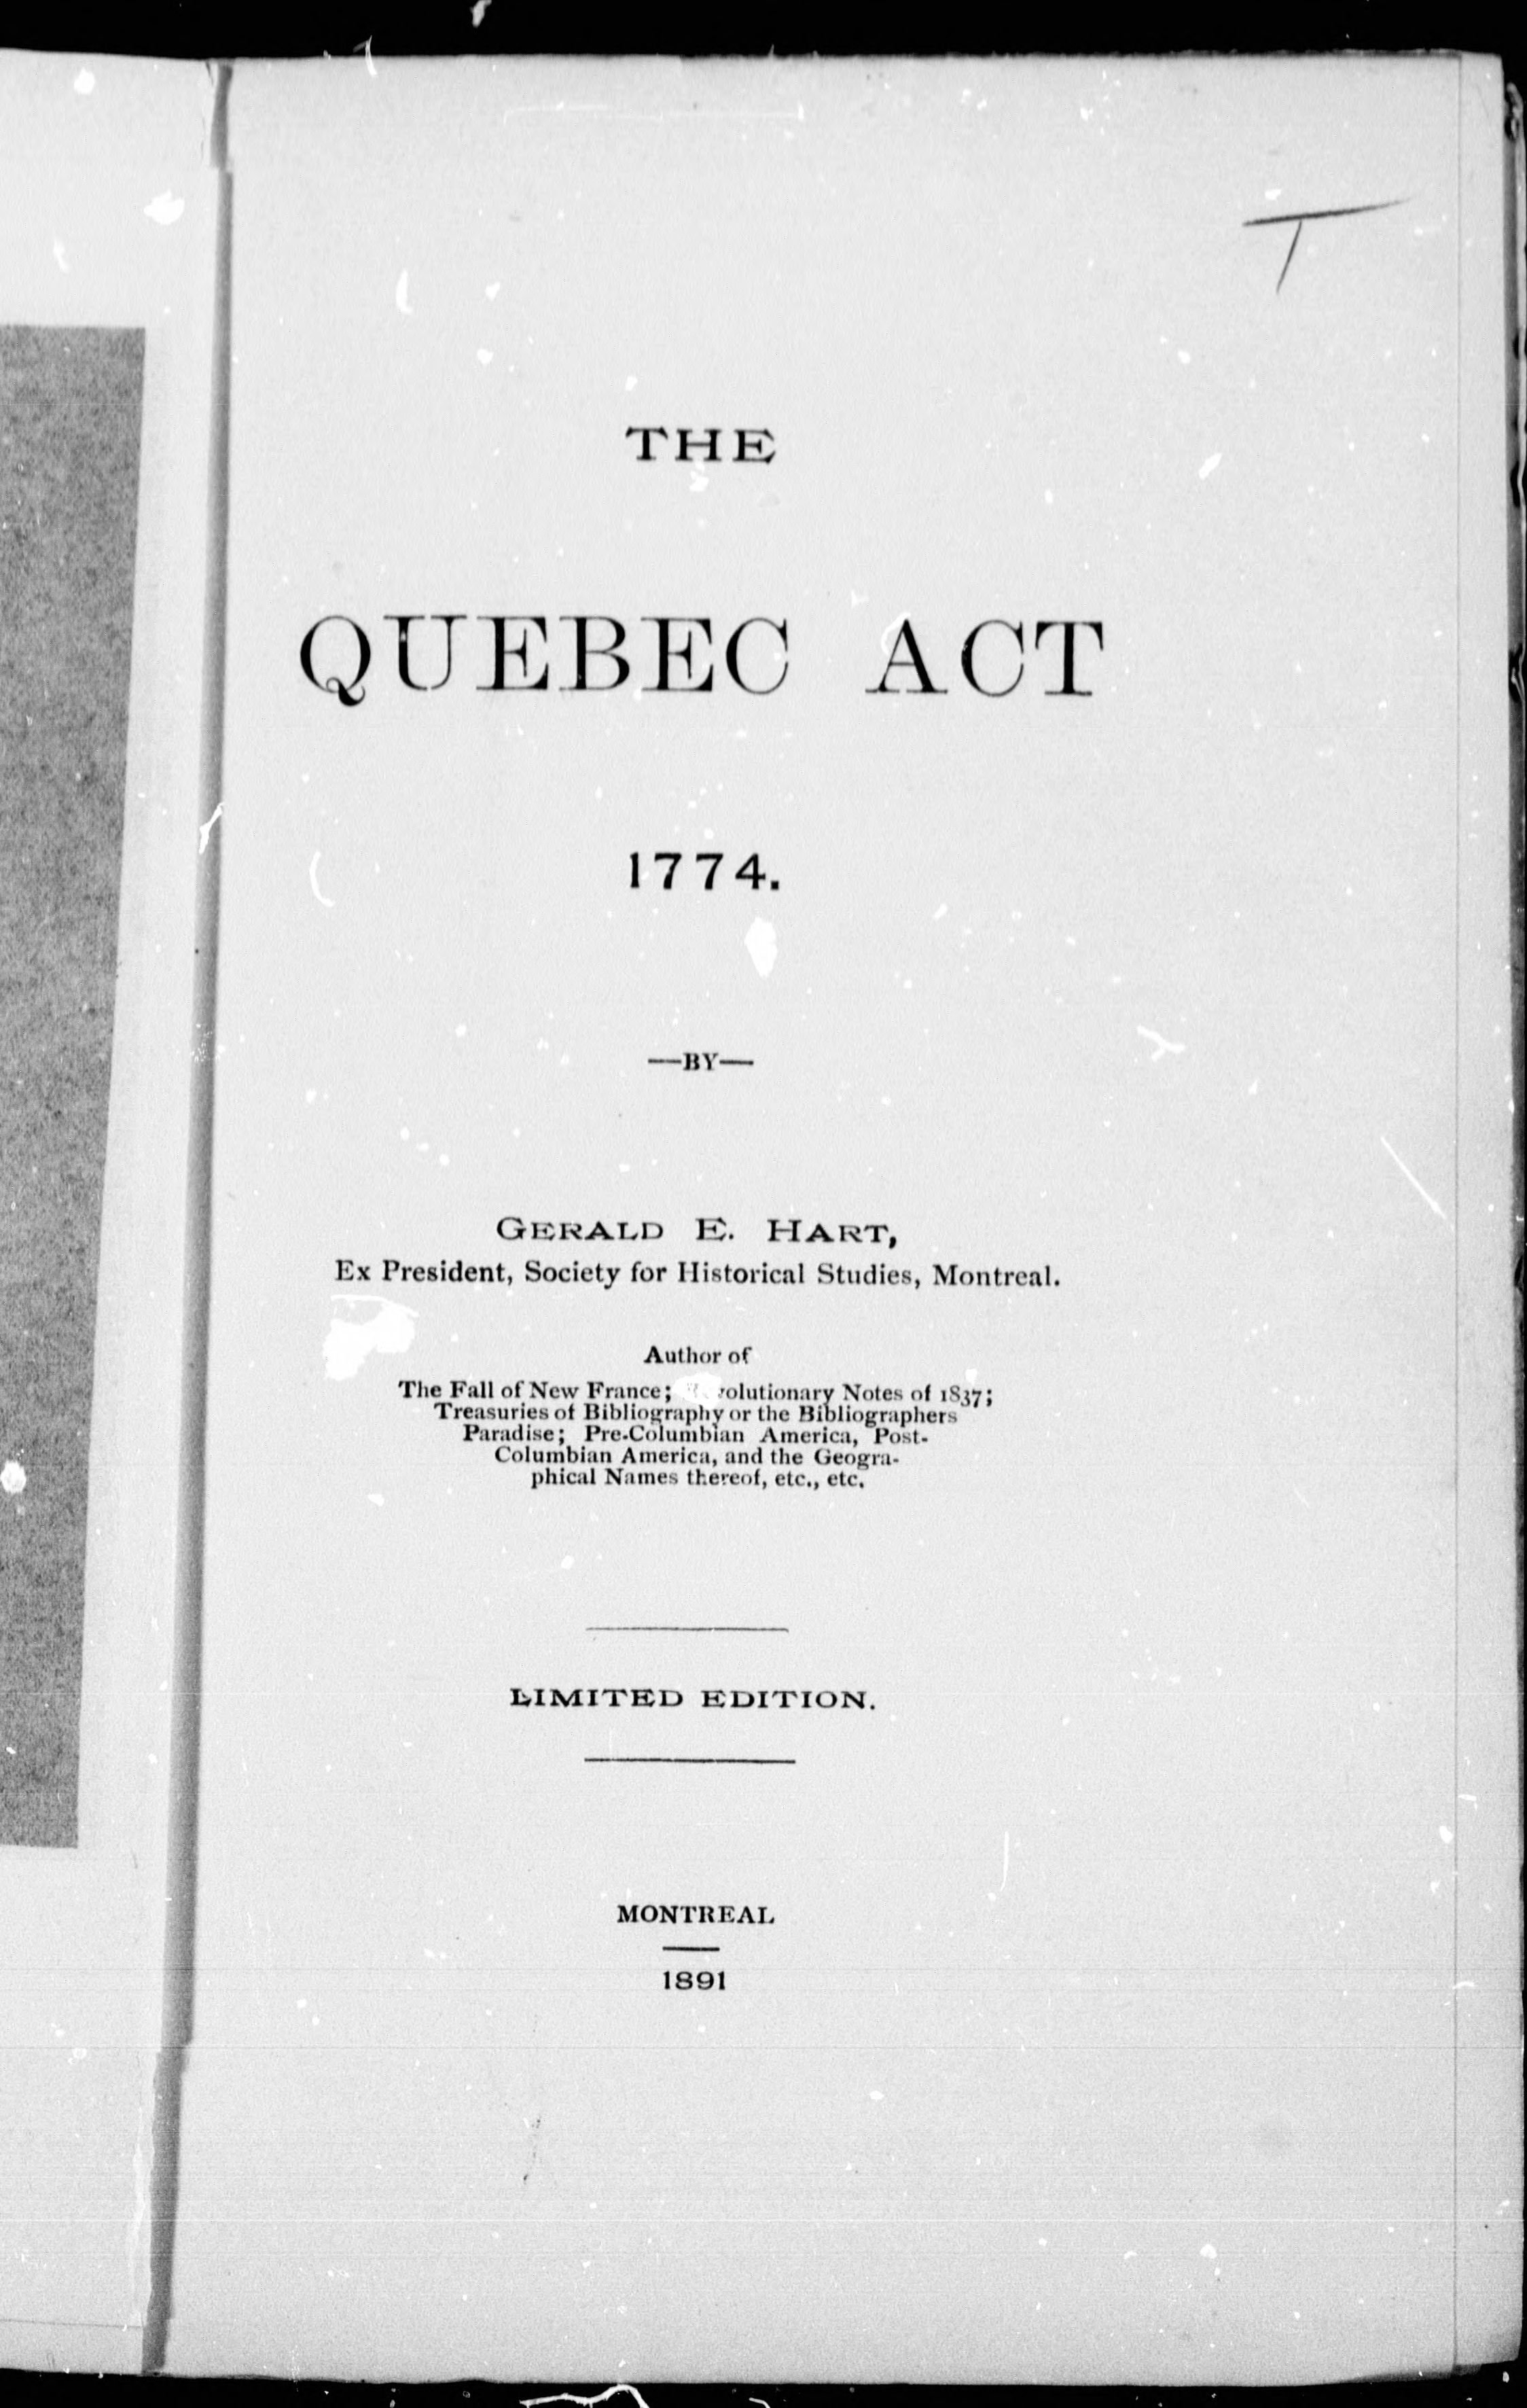 T
THE
QUEBEC ACT
1774.
—BY—
GERALD E. HART,
Ex President, Society for Historical Studies, Montreal.
Author of
The Fall of New France; volutionary Notes of 1837;
Treasuries of Bibliography or the Bibliographers
Paradise; Pre-Columbian America, Post-
Columbian America, and the Geogra-
phical Names thereof, etc., etc.
LIMITED EDITION.
MONTREAL
1891